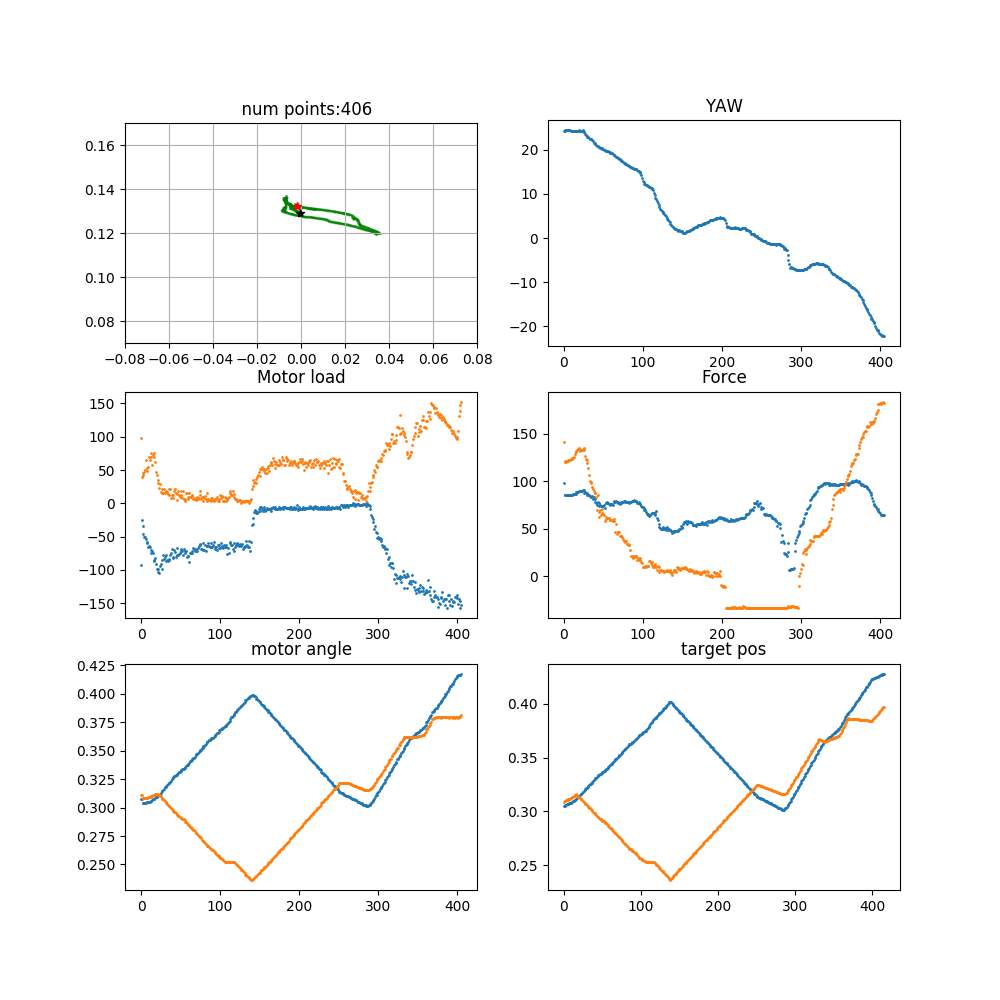 num points:406
0.16
0.14
0.12
0.10
0.08
−0.08 −0.06 −0.04 −0.02 0.00 0.02 0.04 0.06 0.08
YAW
20
10
0
−10
−20
0 100 200 300 400
Motor load
150
100
50
0
−50
−100
−150
0 100 200 300 400
Force
150
100
50
0
0 100 200 300 400
motor angle
0.425
0.400
0.375
0.350
0.325
0.300
0.275
0.250
0 100 200 300 400
target pos
0.40
0.35
0.30
0.25
0 100 200 300 400